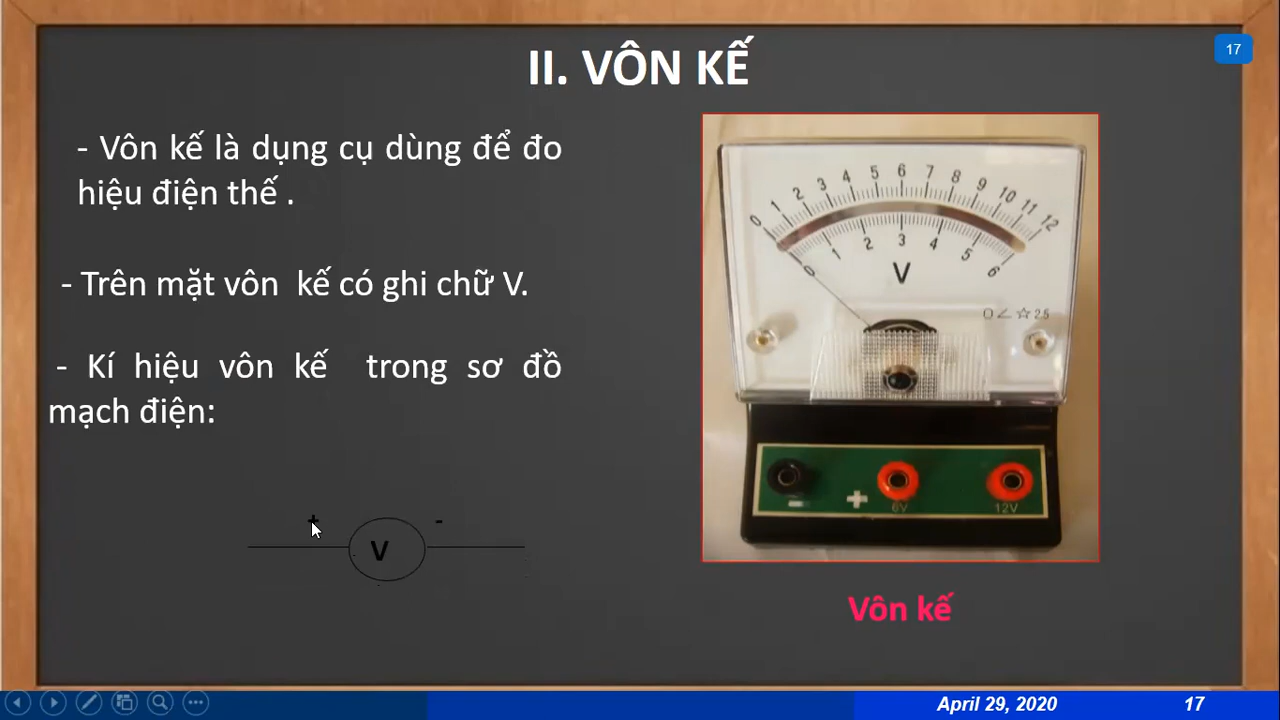 II. VÔN KẾ
17
- Vôn kế là dụng cụ dùng để đo
hiệu điện thế .
- Trên mặt vôn kế có ghi chữ V.
- Kí hiệu vôn kế trong sơ đồ
mạch điện:
+ -
V
0 1 2 3 4 5 6 7 8 9 10 11 12
0 1 2 3 4 5 6
V
2.5
- + 6V 12V
Vôn kế
April 29, 2020 17